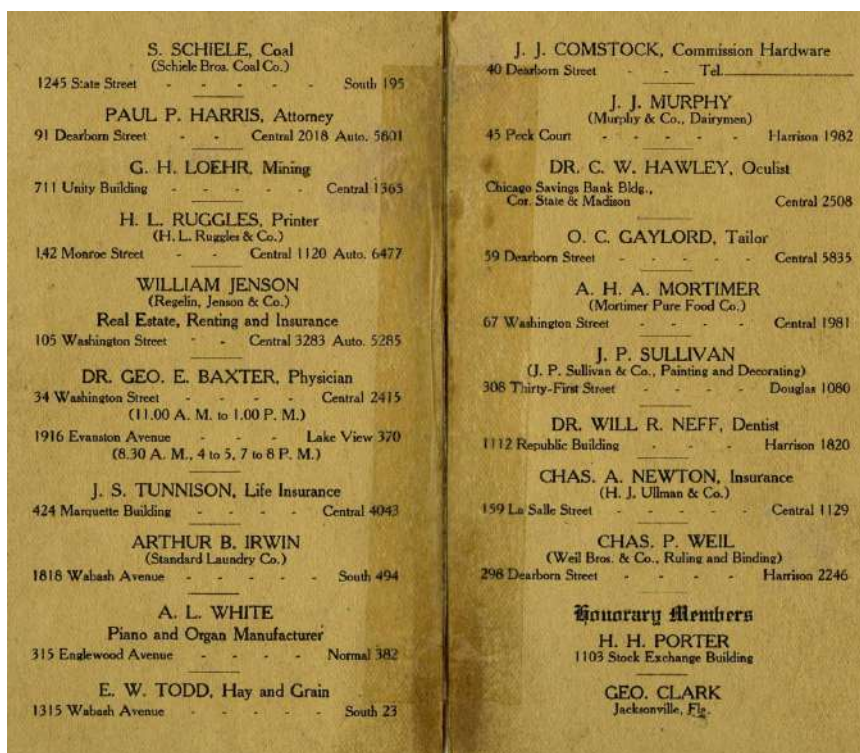 S. SCHIELE, Coal
(Schiele Bros. Coal Co.)
1245 State Street - - - - - South 195
PAUL P. HARRIS, Attorney
91 Dearborn Street - - Central 2018 Auto. 5801
G. H. LOEHR, Mining
711 Unity Building - - - - - Central 1365
H. L. RUGGLES, Printer
(H. L. Ruggles & Co.)
142 Monroe Street - - Central 1120 Auto. 6477
WILLIAM JENSON
(Regelin, Jenson & Co.)
Real Estate, Renting and Insurance
105 Washington Street - - Central 3283 Auto. 5285
DR. GEO. E. BAXTER, Physician
34 Washington Street - - - - Central 2415
(11.00 A. M. to 1.00 P. M.)
1916 Evanston Avenue - - - Lake View 370
(8.30 A. M., 4 to 5, 7 to 8 P. M.)
J. S. TUNNISON, Life Insurance
424 Marquette Building - - - - Central 4043
ARTHUR B. IRWIN
(Standard Laundry Co.)
1818 Wabash Avenue - - - - - South 494
A. L. WHITE
Piano and Organ Manufacturer
315 Englewood Avenue - - - - Normal 382
E. W. TODD, Hay and Grain
1315 Wabash Avenue - - - - South 23
J. J. COMSTOCK, Commission Hardware
40 Dearborn Street - - Tel.
J. J. MURPHY
(Murphy & Co., Dairymen)
45 Peck Court - - - - Harrison 1982
DR. C. W. HAWLEY, Oculist
Chicago Savings Bank Bldg.,
Cor. State & Madison Central 2508
O. C. GAYLORD, Tailor
59 Dearborn Street - - - - Central 5835
A. H. A. MORTIMER
(Mortimer Pure Food Co.)
67 Washington Street - - - - Central 1981
J. P. SULLIVAN
(J. P. Sullivan & Co., Painting and Decorating)
308 Thirty-First Street - - - - Douglas 1080
DR. WILL R. NEFF, Dentist
1112 Republic Building - - - Harrison 1820
CHAS. A. NEWTON, Insurance
(H. J. Ullman & Co.)
159 La Salle Street - - - - Central 1129
CHAS. P. WEIL
(Weil Bros. & Co., Ruling and Binding)
298 Dearborn Street - - - - Harrison 2246
Honorary Members
H. H. PORTER
1103 Stock Exchange Building
GEO. CLARK
Jacksonville, Fla.